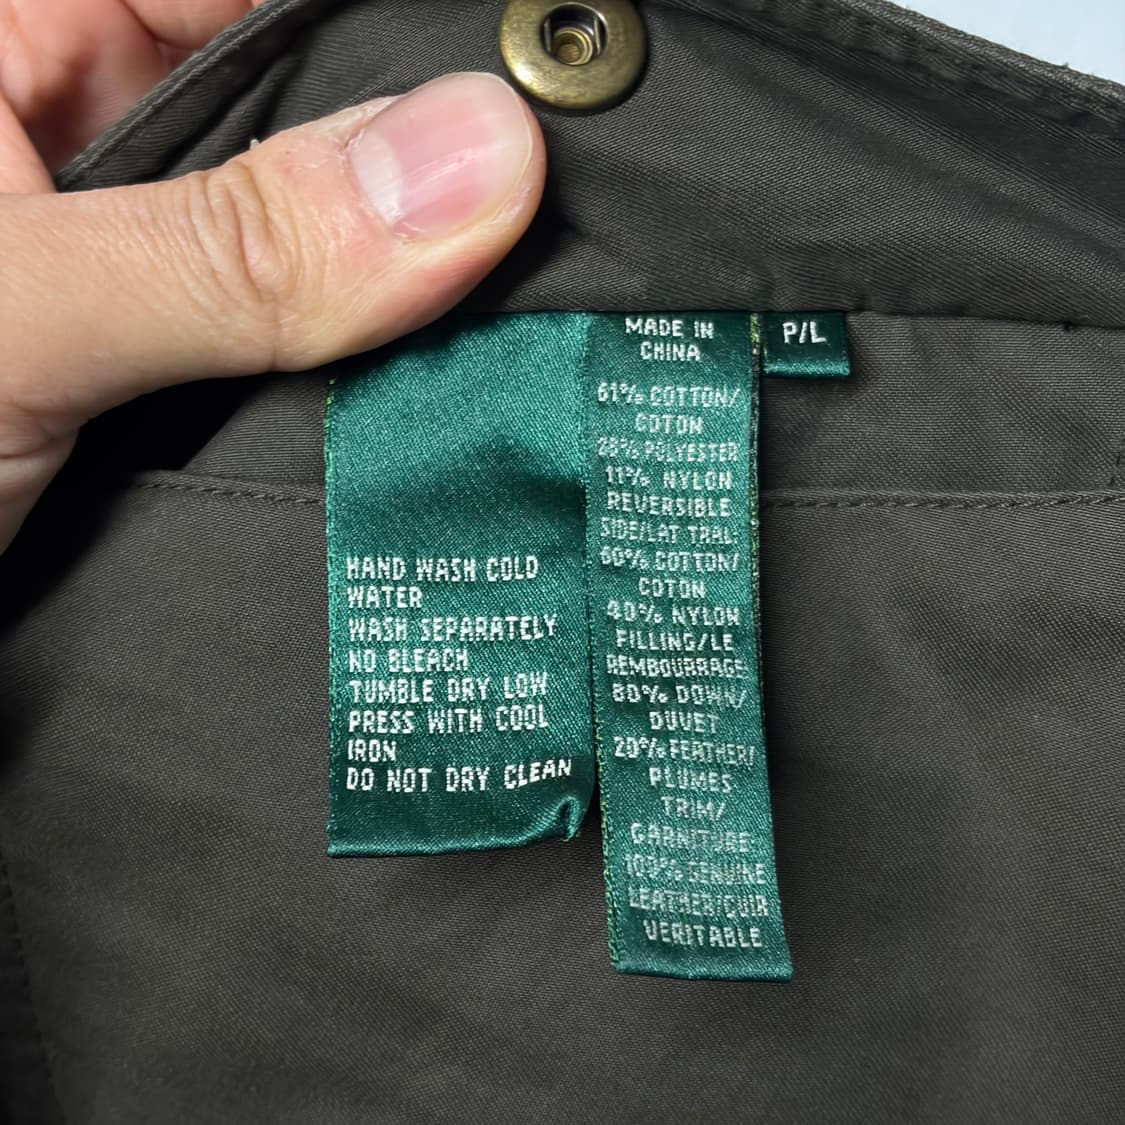 HAND WASH COLD
WATER
WASH SEPARATELY
NO BLEACH
TUMBLE DRY LOW
PRESS WITH COOL
IRON
DO NOT DRY CLEAN
MADE IN
CHINA
61% COTTON/
COTON
28% POLYESTER
11% NYLON
REVERSIBLE
SIDE/LAT TRAL
60% COTTON/
COTON
40% NYLON
FILLING/LE
REMBOURRAGE
80% DOWN/
DUVET
20% FEATHER/
PLUMES
TRIM/
GARNITURE
100% GENUINE
LEATHER/CUIR
VERITABLE
P/L